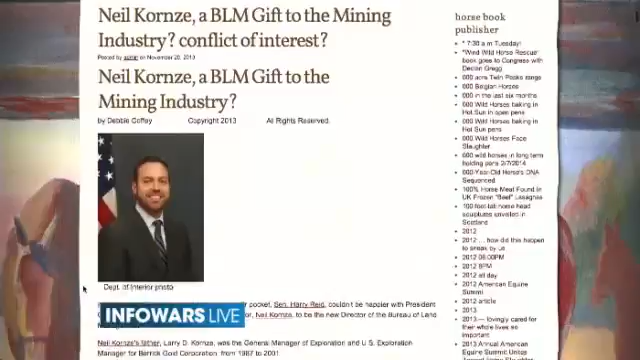 Neil Kornze, a BLM Gift to the Mining
Industry? conflict of interest?
Posted by admin on November 20, 2013
Neil Kornze, a BLM Gift to the
Mining Industry?
by Debbie Coffey Copyright 2013 All Rights Reserved.
Dept. of Interior photo
pocket, Sen. Harry Reid, couldn't be happier with President
Neil Kornze, to be the new Director of the Bureau of Land
INFOWARS LIVE
Neil Kornze's father, Larry D. Kornze, was the General Manager of Exploration and U.S. Exploration
Manager for Barrick Gold Corporation from 1987 to 2001
horse book
publisher
* 7:30 a.m Tuesday!
"Wild Horse Rescue"
book goes to Congress with
Declan Gregg
000 acre Twin Peaks range
000 Belgian Horses
000 in the last six months
000 Wild Horses baking in
Hot Sun in open pens
000 Wild Horses baking in
Hot Sun pens
000 Wild Horses Face
Slaughter
000 wild horses in long term
holding pens 2/7/2014
000-Year-Old Horse's DNA
Sequenced
100% Horse Meat Found in
UK Frozen "Beef" Lasagnes
100 foot tall horse head
sculptures unveiled in
Scotland
2012
2012 ... how did this happen
to sneak by us
2012 06:00PM
2012 8PM
2012 all day
2012 American Equine
Summit
2012 article
2013
2013 — lovingly cared for
their whole lives so
important
2013 Annual American
Equine Summit Unites